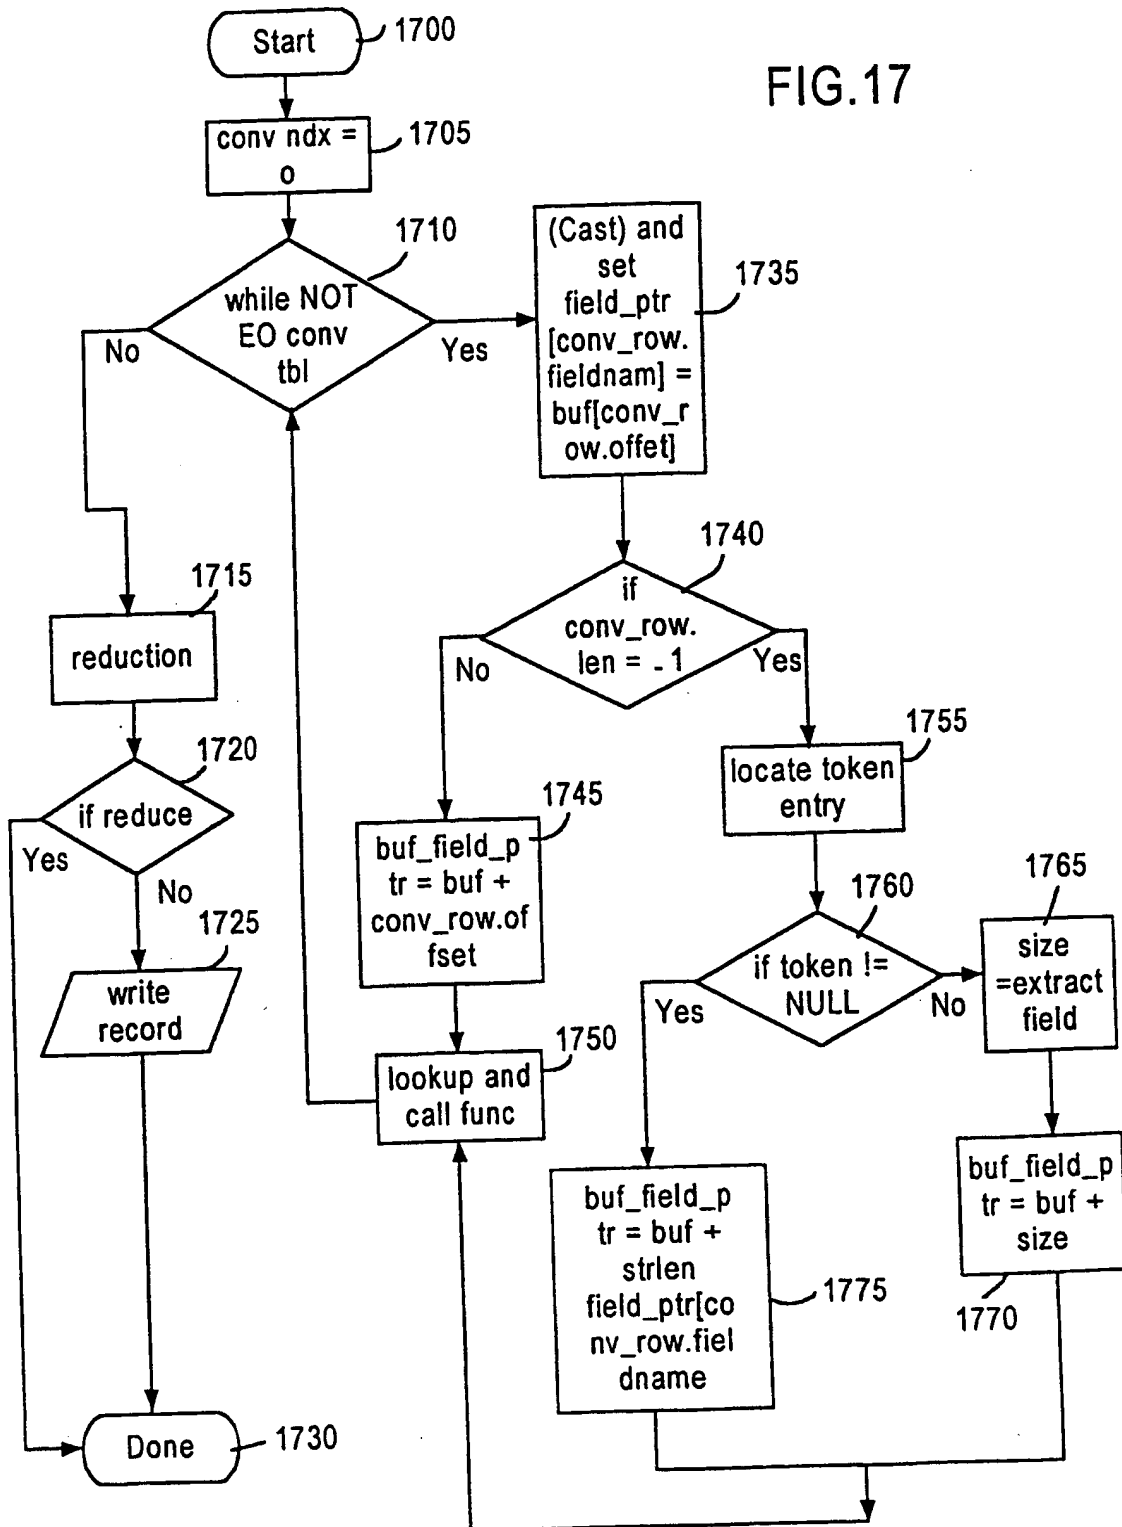 FIG.17
Start
1700
conv ndx =
o
1705
while NOT
EO conv
tbl
1710
No
Yes
(Cast) and
set
field_ptr
[conv_row.
fieldnam] =
buf[conv_r
ow.offet]
1735
if
conv_row.
len = - 1
1740
No
Yes
reduction
1715
if reduce
1720
Yes
No
write
record
1725
Done
1730
buf_field_p
tr = buf +
conv_row.of
fset
1745
lookup and
call func
1750
locate token
entry
1755
if token !=
NULL
1760
Yes
No
size
=extract
field
1765
buf_field_p
tr = buf +
size
1770
buf_field_p
tr = buf +
strlen
field_ptr[co
nv_row.fiel
dname
1775